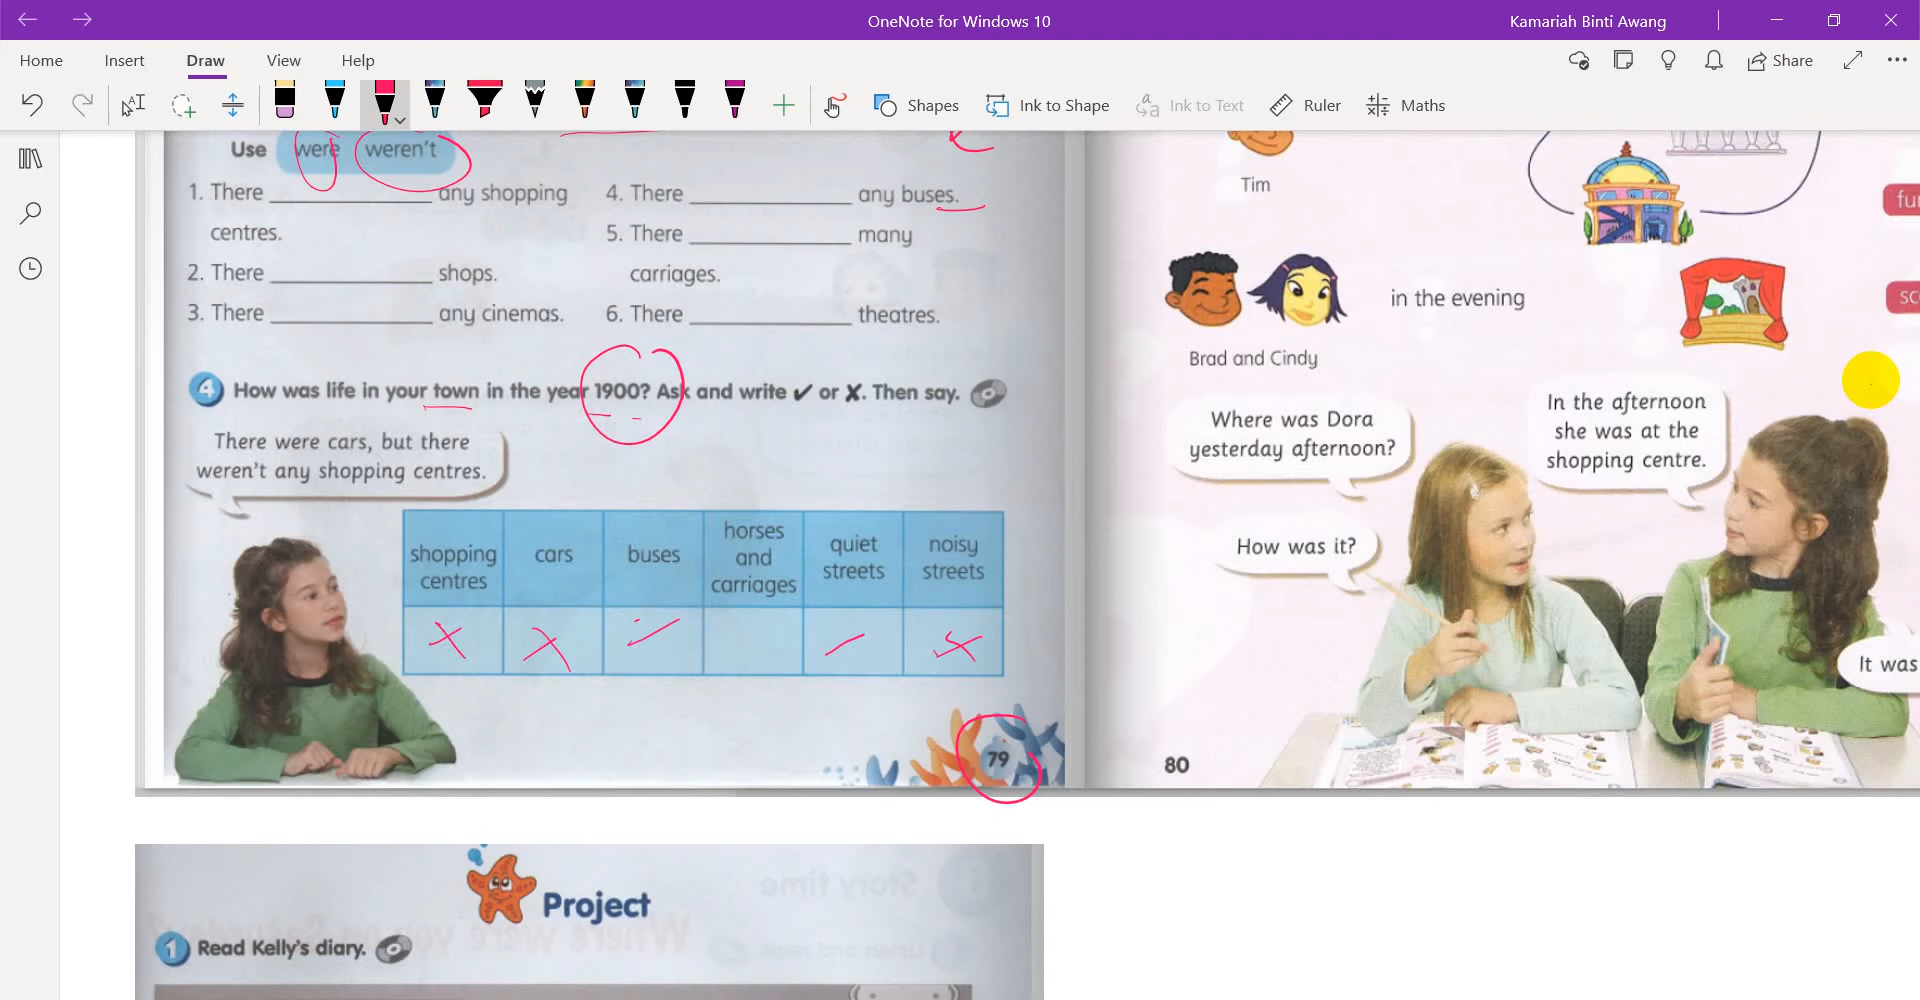 OneNote for Windows 10
Kamariah Binti Awang
Home
Insert
Draw
View
Help
Share
Shapes
Ink to Shape
Ink to Text
Ruler
Maths
Use were weren't
1. There ____________ any shopping
centres.
2. There ____________ shops.
3. There ____________ any cinemas.
4. There ____________ any buses.
5. There ____________ many
carriages.
6. There ____________ theatres.
4 How was life in your town in the year 1900? Ask and write ✔ or ✘. Then say.
There were cars, but there
weren't any shopping centres.
shopping
centres
cars
buses
horses
and
carriages
quiet
streets
noisy
streets
79
Tim
in the evening
Brad and Cindy
Where was Dora
yesterday afternoon?
In the afternoon
she was at the
shopping centre.
How was it?
It was
80
Project
1 Read Kelly's diary.